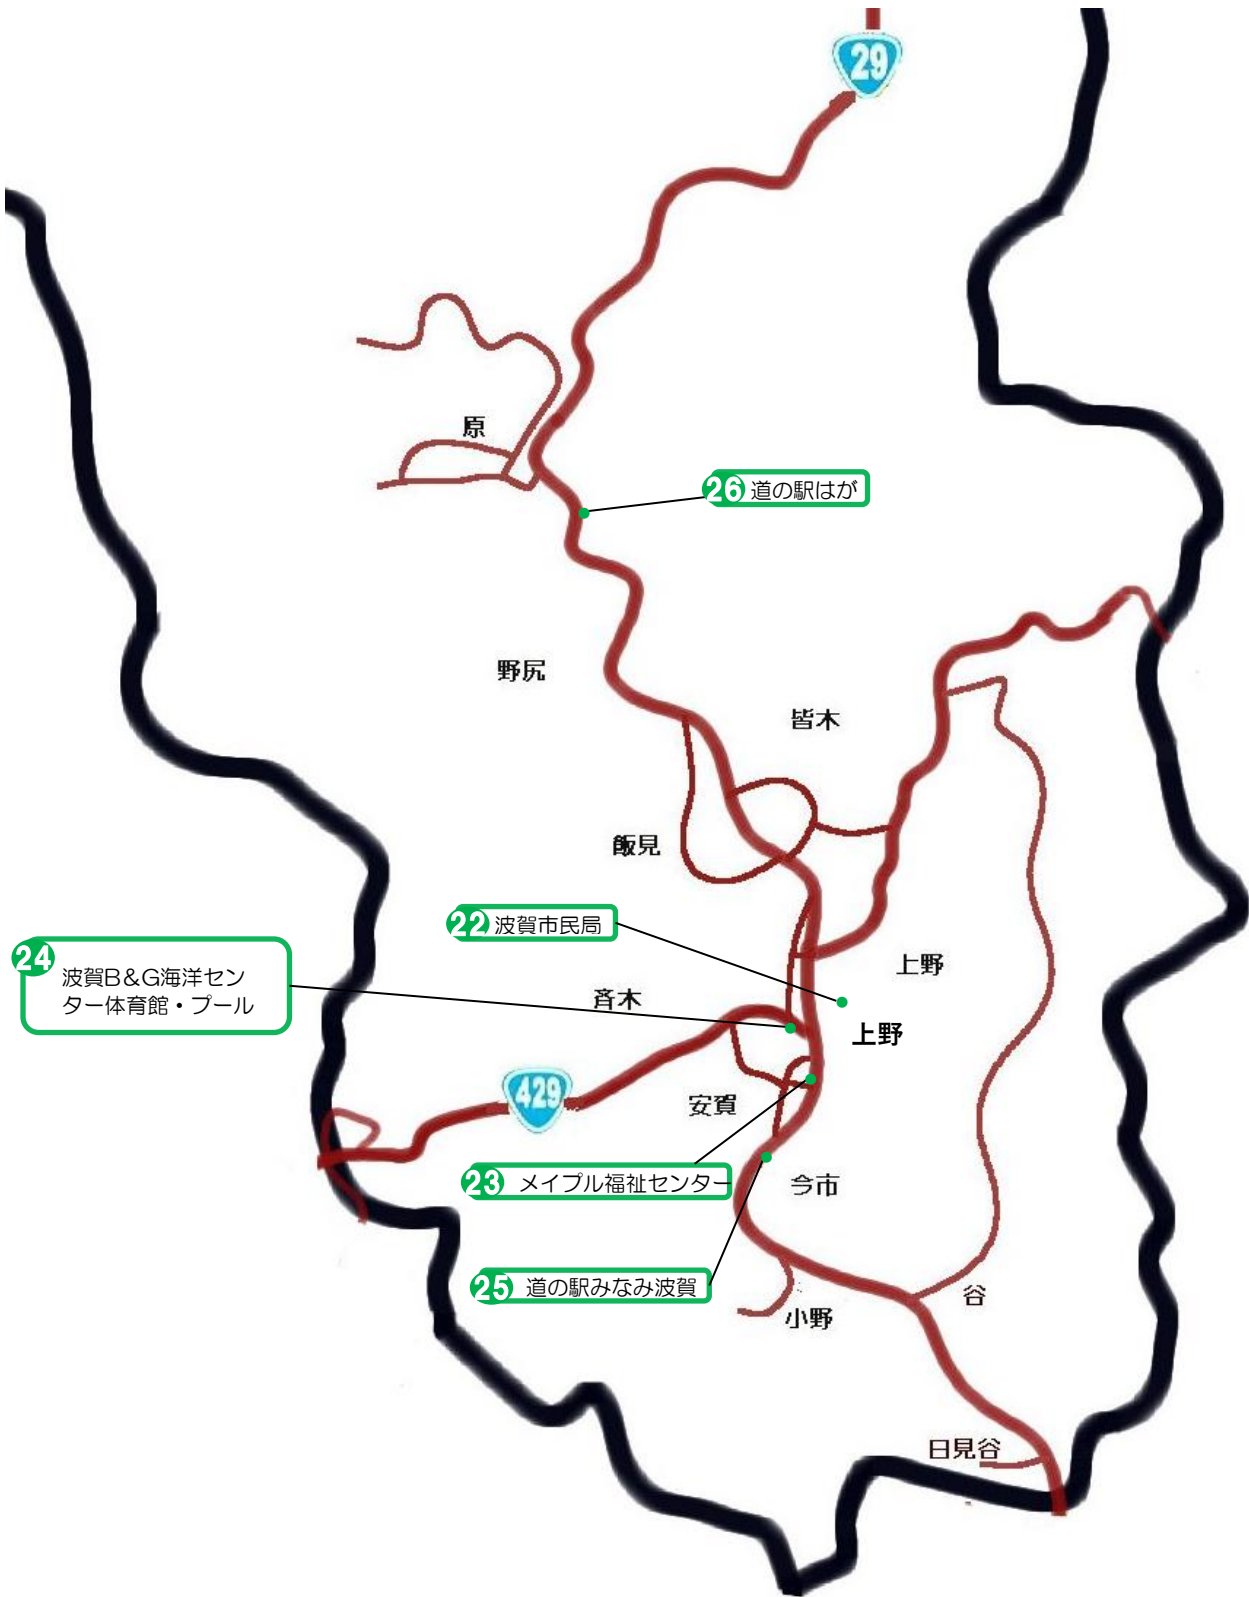 29
原
26 道の駅はが
野尻
皆木
飯見
22 波賀市民局
24
波賀B&G海洋セン
ター体育館・プール
上野
斉木
上野
429
安賀
23 メイプル福祉センター
今市
25 道の駅みなみ波賀
谷
小野
日見谷